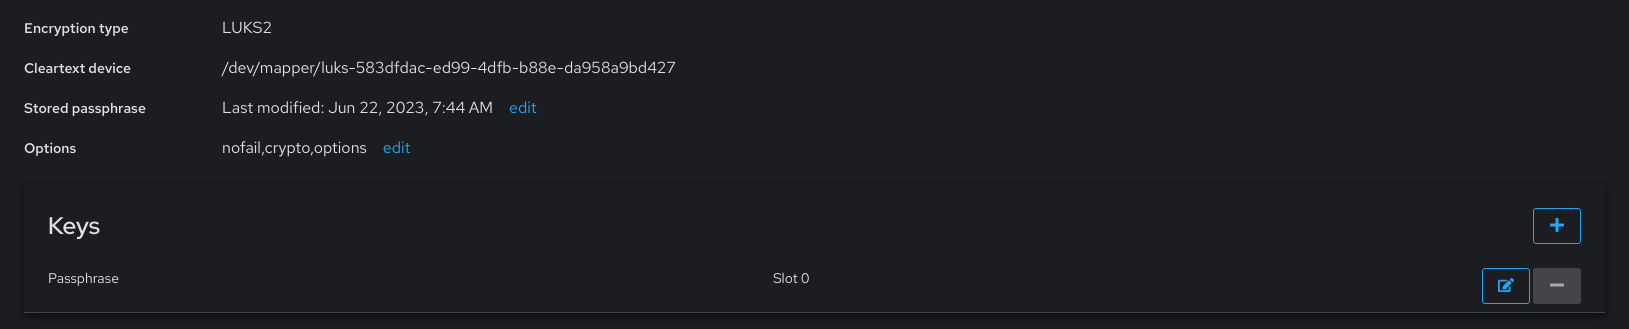 Encryption type LUKS2
Cleartext device /dev/mapper/luks-583dfdac-ed99-4dfb-b88e-da958a9bd427
Stored passphrase Last modified: Jun 22, 2023, 7:44 AM edit
Options nofail,crypto,options edit
Keys
Passphrase Slot 0